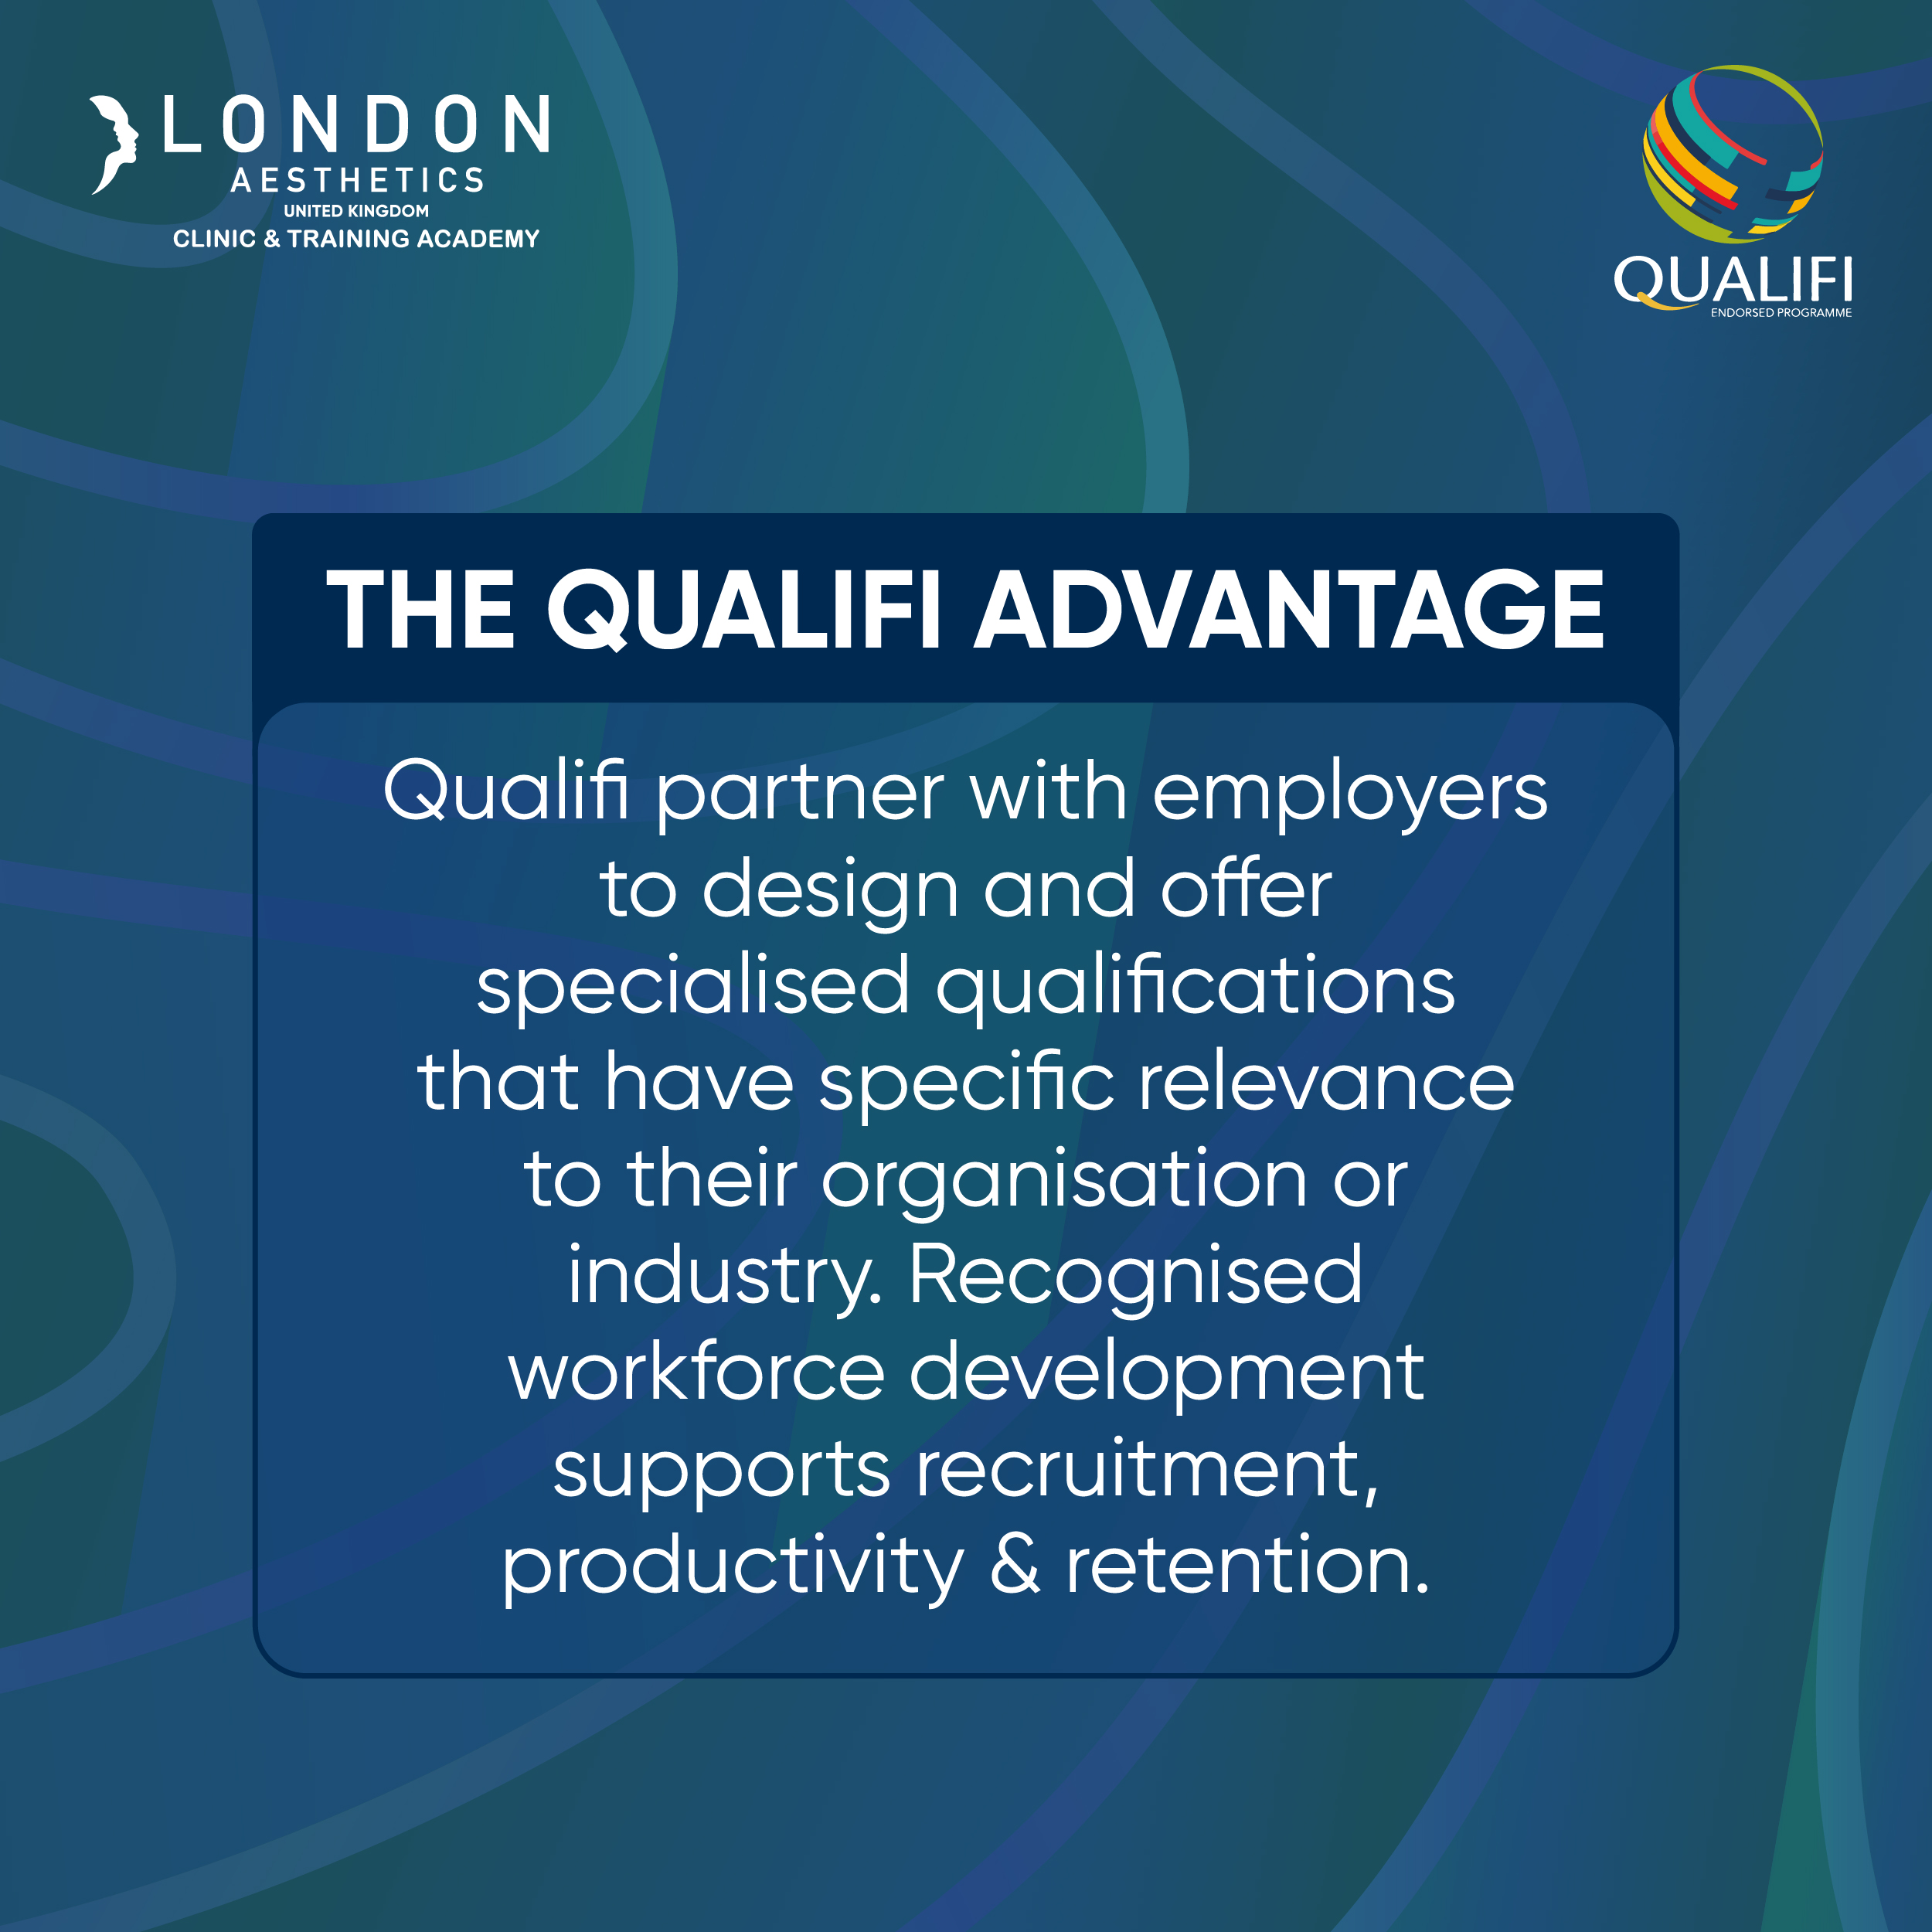 LONDON
AESTHETICS
UNITED KINGDOM
CLINIC & TRAINING ACADEMY
QUALIFI
ENDORSED PROGRAMME
THE QUALIFI ADVANTAGE
Qualifi partner with employers
to design and offer
specialised qualifications
that have specific relevance
to their organisation or
industry. Recognised
workforce development
supports recruitment,
productivity & retention.